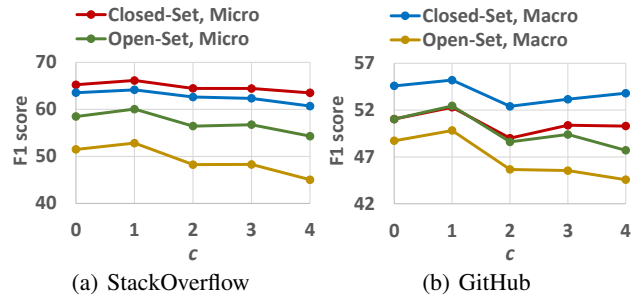 Closed-Set, Micro
Open-Set, Micro
Closed-Set, Macro
Open-Set, Macro
F1 score
70
60
50
40
0 1 2 3 4
c
(a) StackOverflow
F1 score
57
52
47
42
0 1 2 3 4
c
(b) GitHub